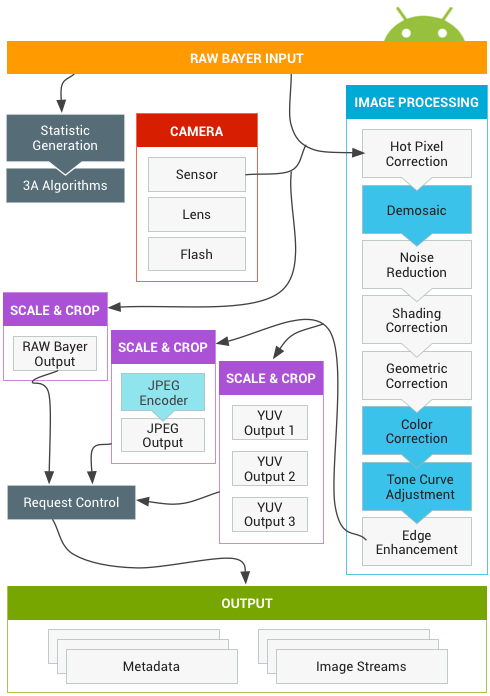 RAW BAYER INPUT
Statistic
Generation
3A Algorithms
CAMERA
Sensor
Lens
Flash
IMAGE PROCESSING
Hot Pixel
Correction
Demosaic
Noise
Reduction
Shading
Correction
Geometric
Correction
Color
Correction
Tone Curve
Adjustment
Edge
Enhancement
SCALE & CROP
RAW Bayer
Output
SCALE & CROP
JPEG
Encoder
JPEG
Output
SCALE & CROP
YUV
Output 1
YUV
Output 2
YUV
Output 3
Request Control
OUTPUT
Metadata
Image Streams